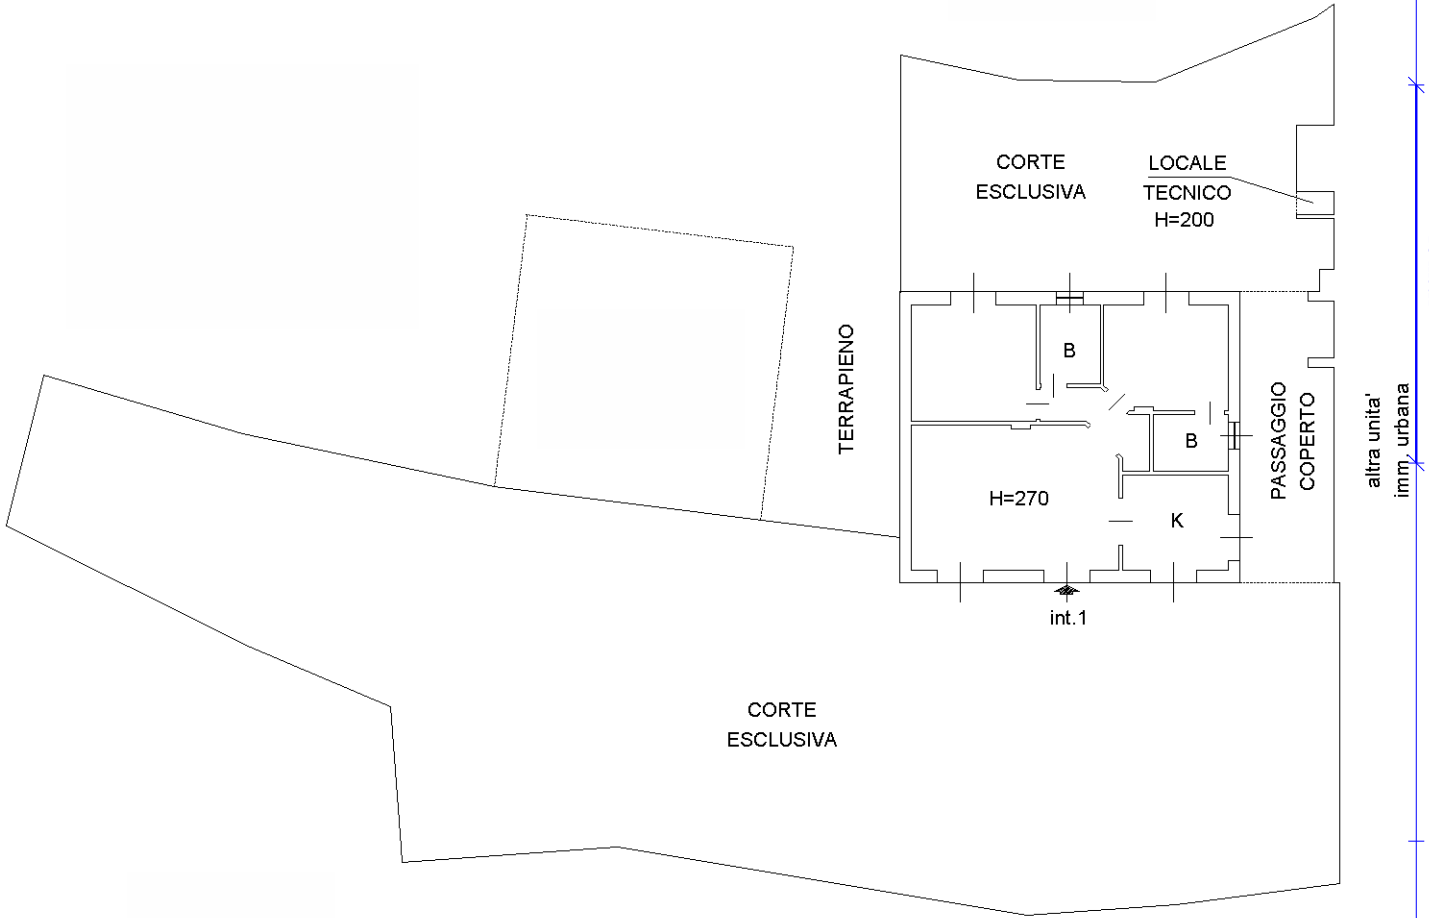 CORTE
ESCLUSIVA
LOCALE
TECNICO
H=200
TERRAPIENO
B
B
PASSAGGIO
COPERTO
altra unita'
imm. urbana
H=270
K
int.1
CORTE
ESCLUSIVA